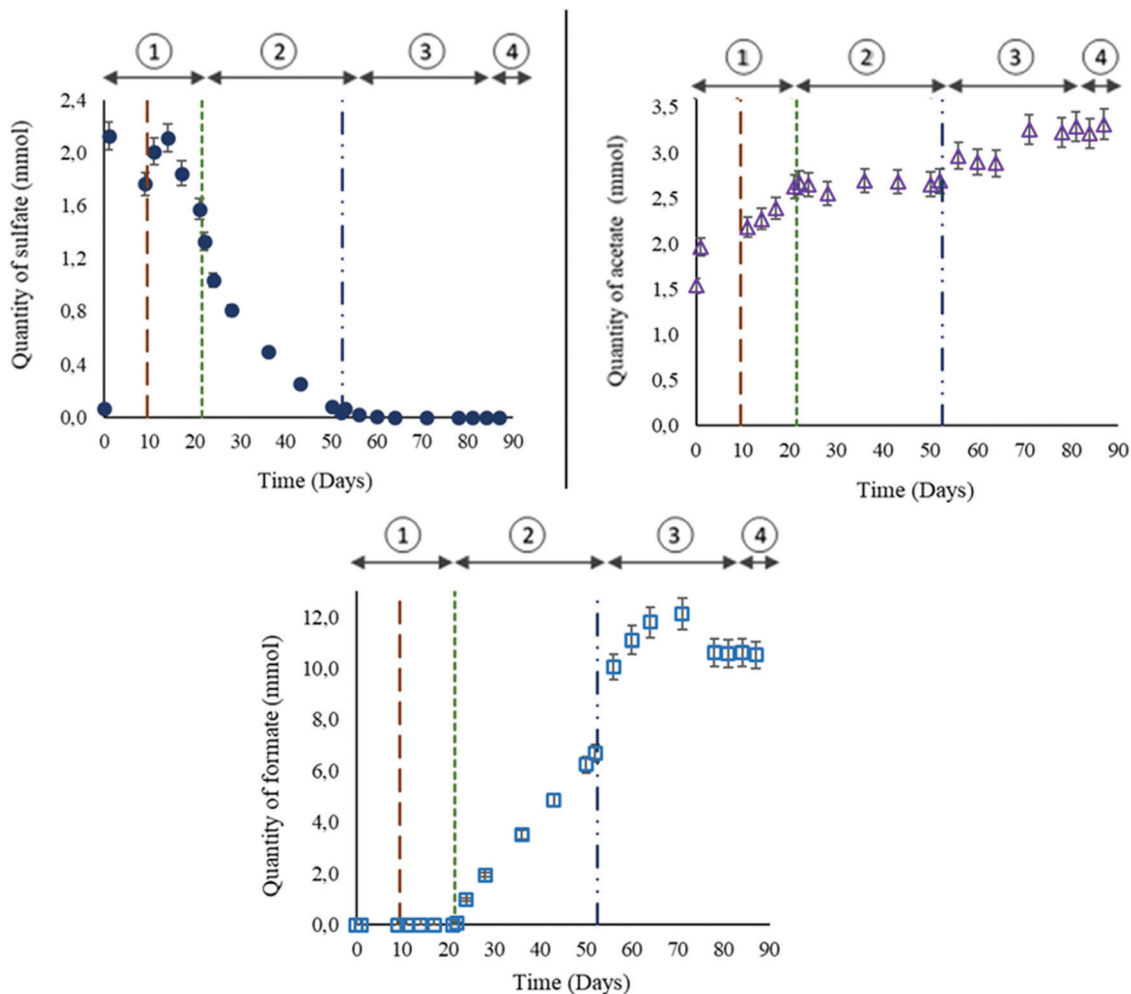 ① ② ③ ④
Quantity of sulfate (mmol)
2.4
2.0
1.6
1.2
0.8
0.4
0,0
0 10 20 30 40 50 60 70 80 90
Time (Days)
① ② ③ ④
Quantity of acetate (mmol)
3,5
3.0
2.5
2.0
1.5
1,0
0,5
0,0
0 10 20 30 40 50 60 70 80 90
Time (Days)
① ② ③ ④
Quantity of formate (mmol)
12,0
10,0
8,0
6,0
4,0
2,0
0,0
0 10 20 30 40 50 60 70 80 90
Time (Days)